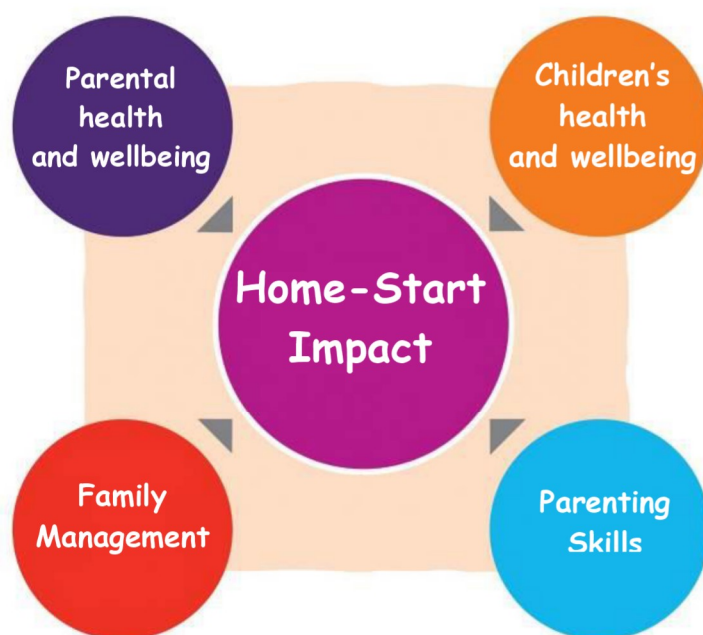 Parental
health
and wellbeing
Children's
health
and wellbeing
Home-Start
Impact
Family
Management
Parenting
Skills